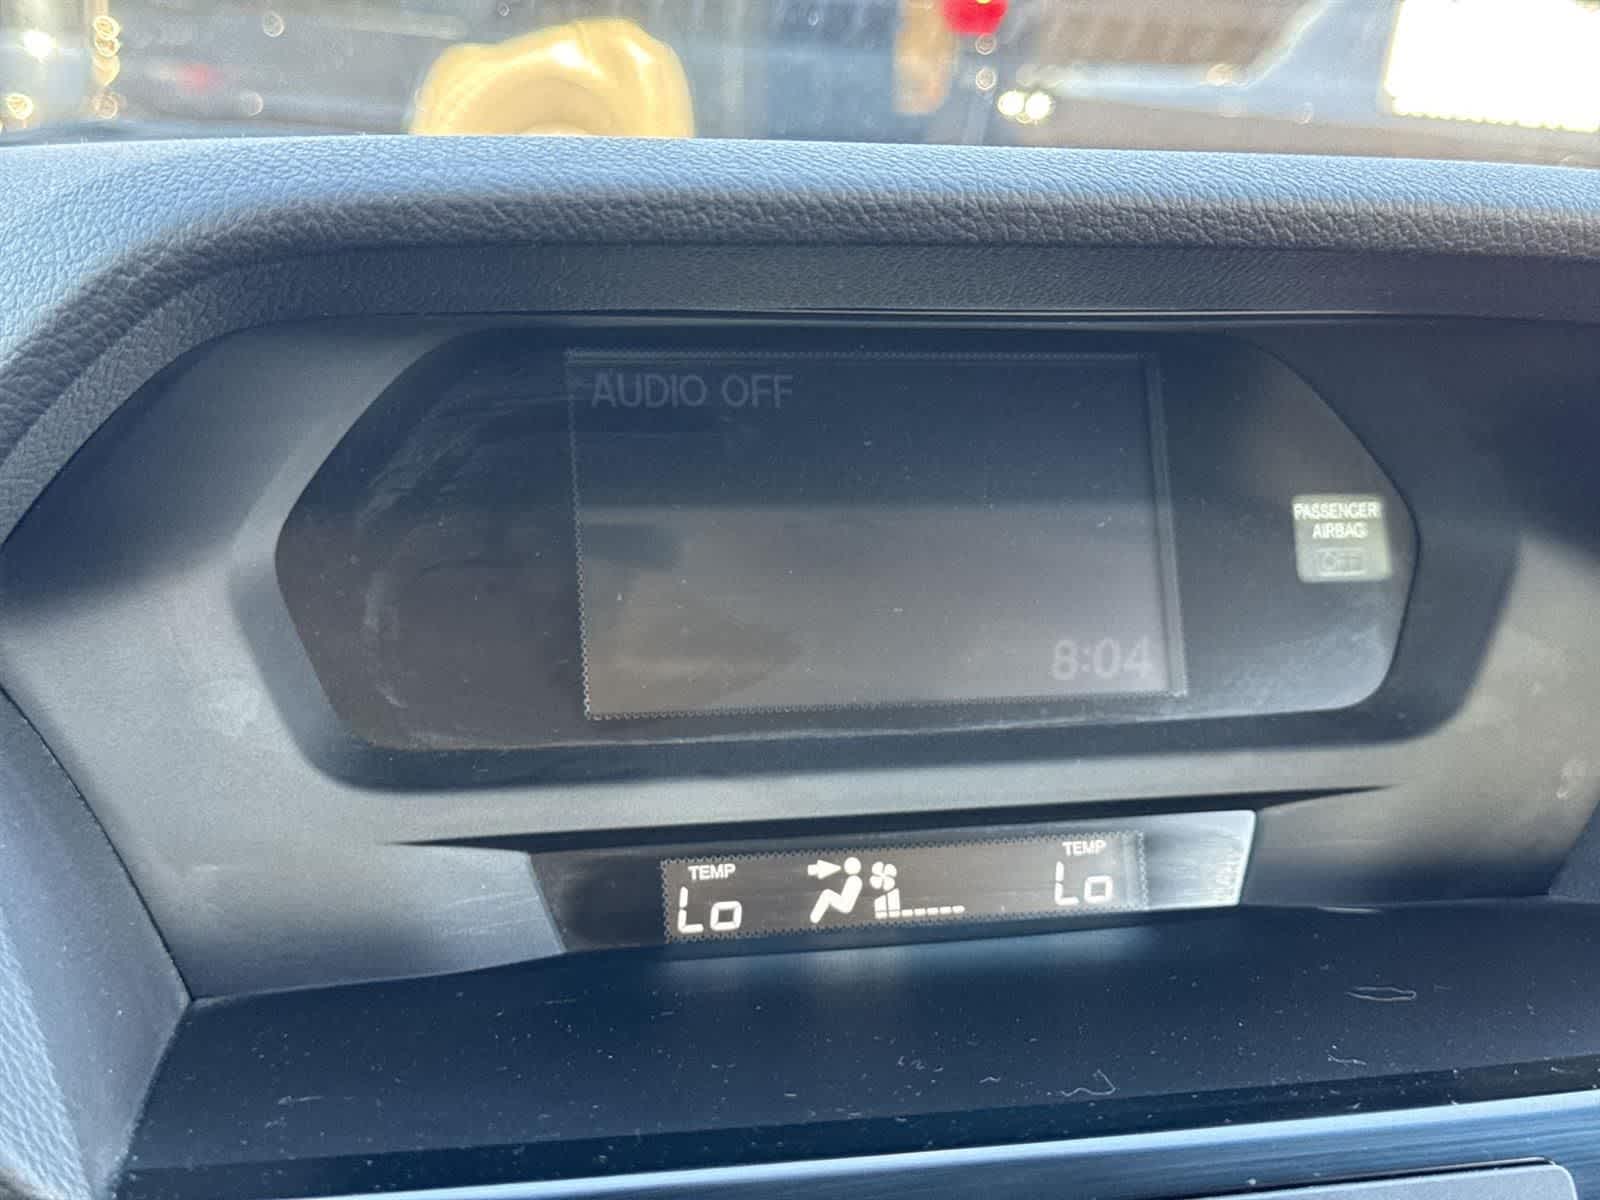 AUDIO OFF
PASSENGER
AIRBAG
OFF
8:04
TEMP
Lo
TEMP
Lo